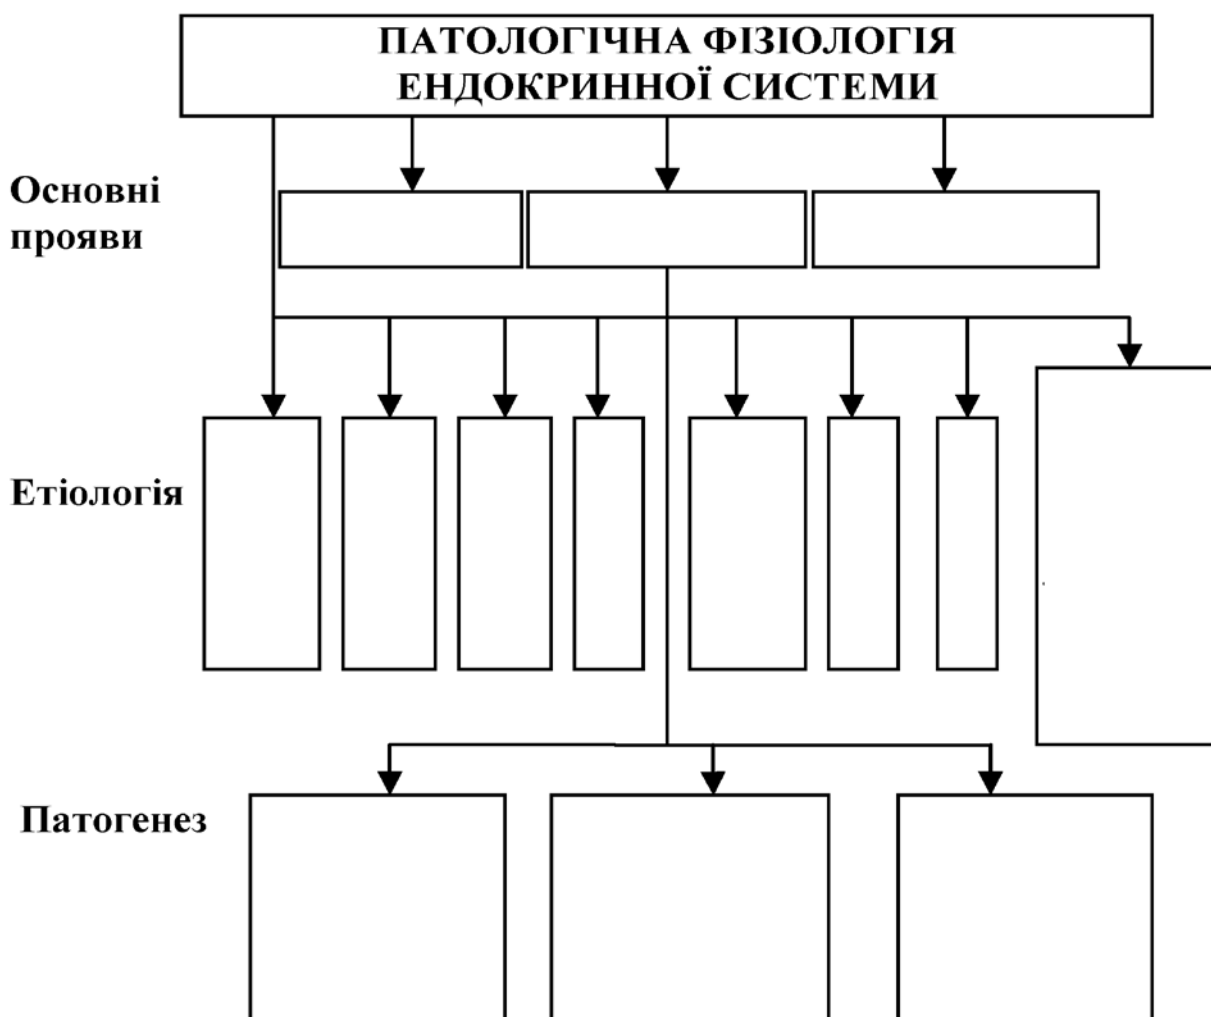 ПАТОЛОГІЧНА ФІЗІОЛОГІЯ
ЕНДОКРИННОЇ СИСТЕМИ
Основні
прояви
Етіологія
Патогенез